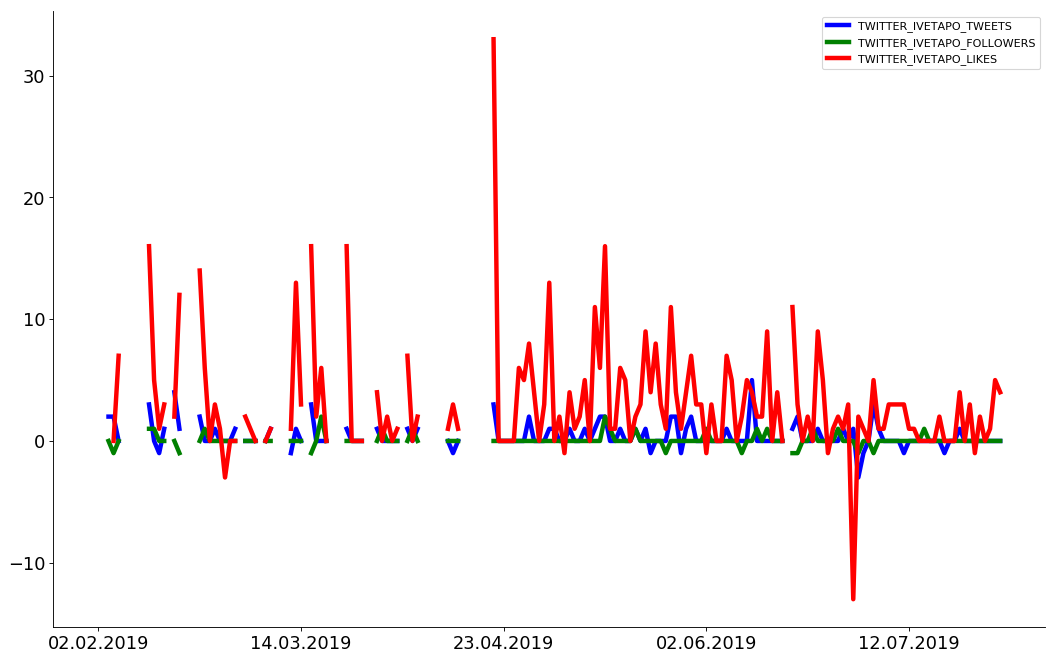 TWITTER_IVETAPO_TWEETS
TWITTER_IVETAPO_FOLLOWERS
TWITTER_IVETAPO_LIKES
30
20
10
0
−10
02.02.2019 14.03.2019 23.04.2019 02.06.2019 12.07.2019